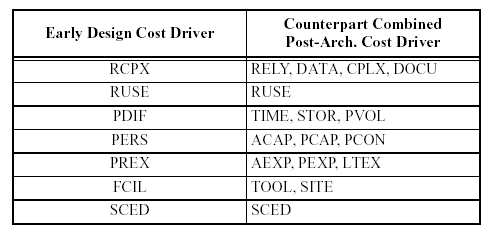 Early Design Cost Driver
Counterpart Combined
Post-Arch. Cost Driver
RCPX RELY, DATA, CPLX, DOCU
RUSE RUSE
PDIF TIME, STOR, PVOL
PERS ACAP, PCAP, PCON
PREX AEXP, PEXP, LTEX
FCIL TOOL, SITE
SCED SCED